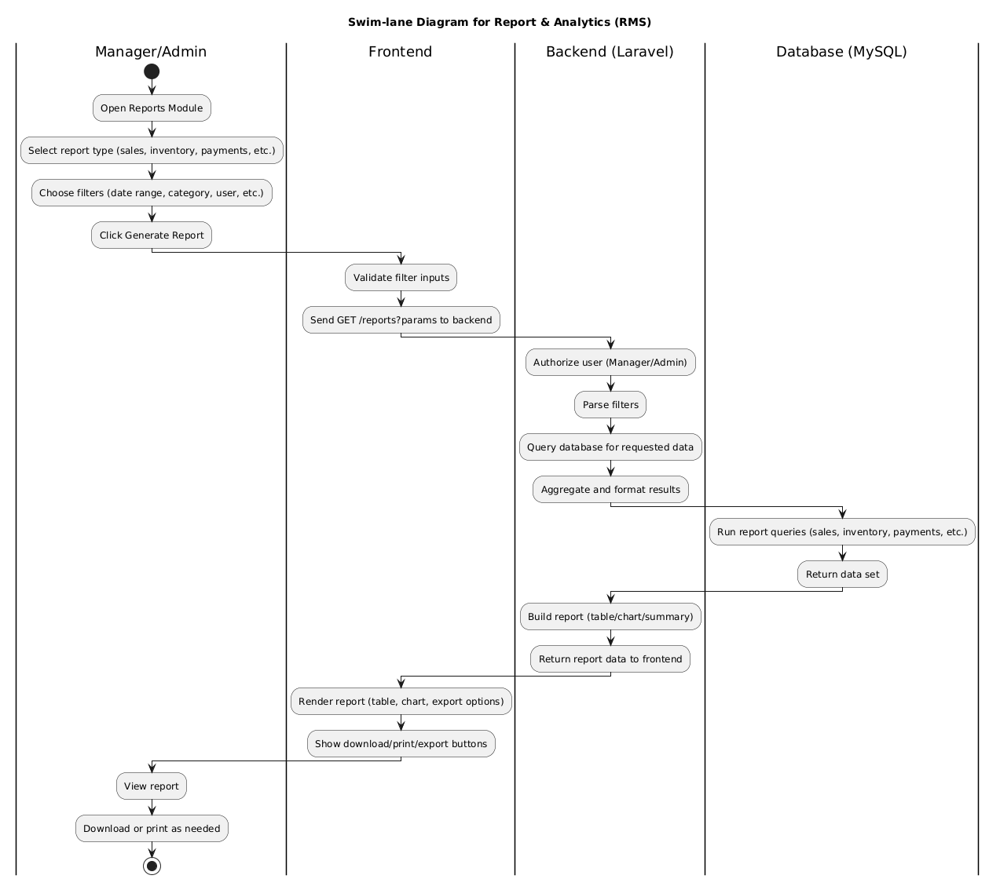 Swim-lane Diagram for Report & Analytics (RMS)
Manager/Admin
Frontend
Backend (Laravel)
Database (MySQL)
Open Reports Module
Select report type (sales, inventory, payments, etc.)
Choose filters (date range, category, user, etc.)
Click Generate Report
Validate filter inputs
Send GET /reports?params to backend
Authorize user (Manager/Admin)
Parse filters
Query database for requested data
Aggregate and format results
Run report queries (sales, inventory, payments, etc.)
Return data set
Build report (table/chart/summary)
Return report data to frontend
Render report (table, chart, export options)
Show download/print/export buttons
View report
Download or print as needed